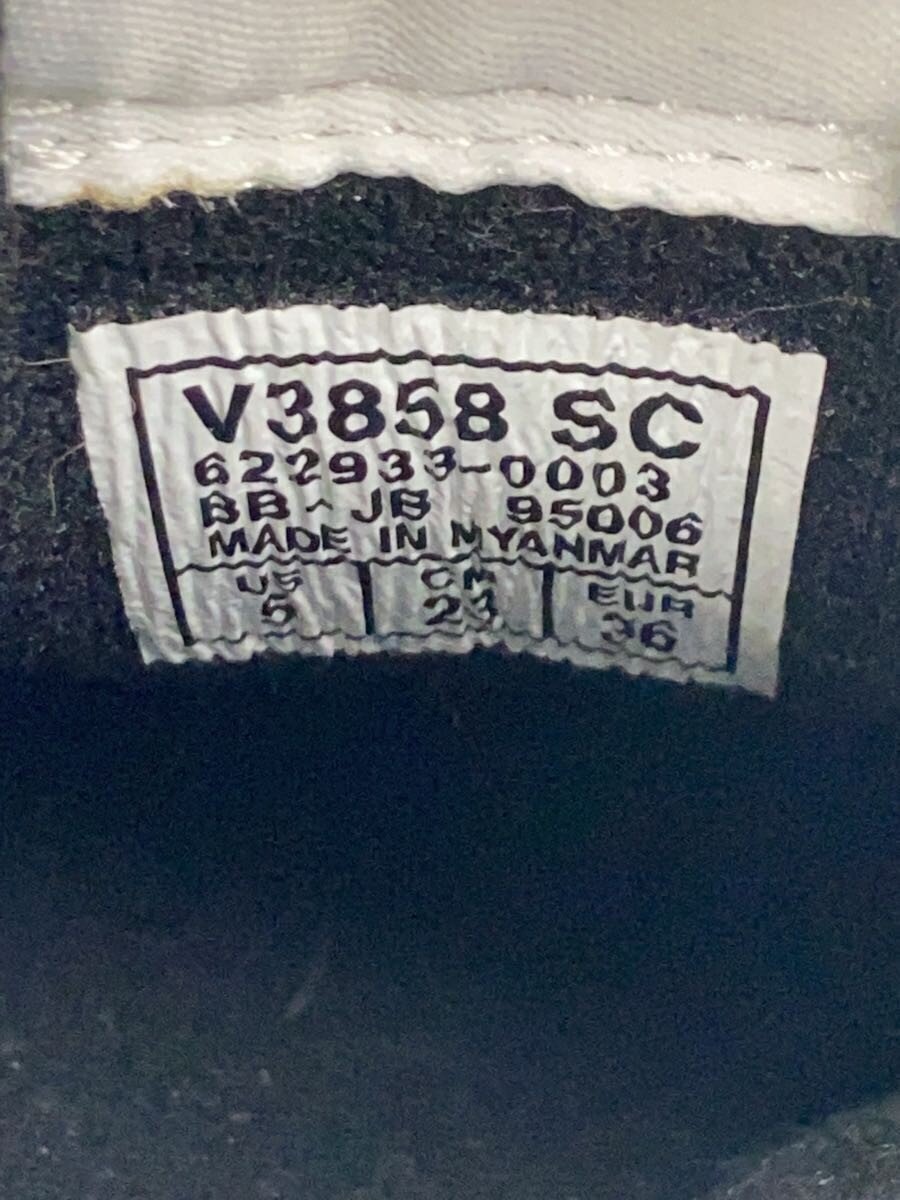 V3858 SC
622933-0003
BB-JB 95006
MADE IN MYANMAR
US CM EUR
5 23 36